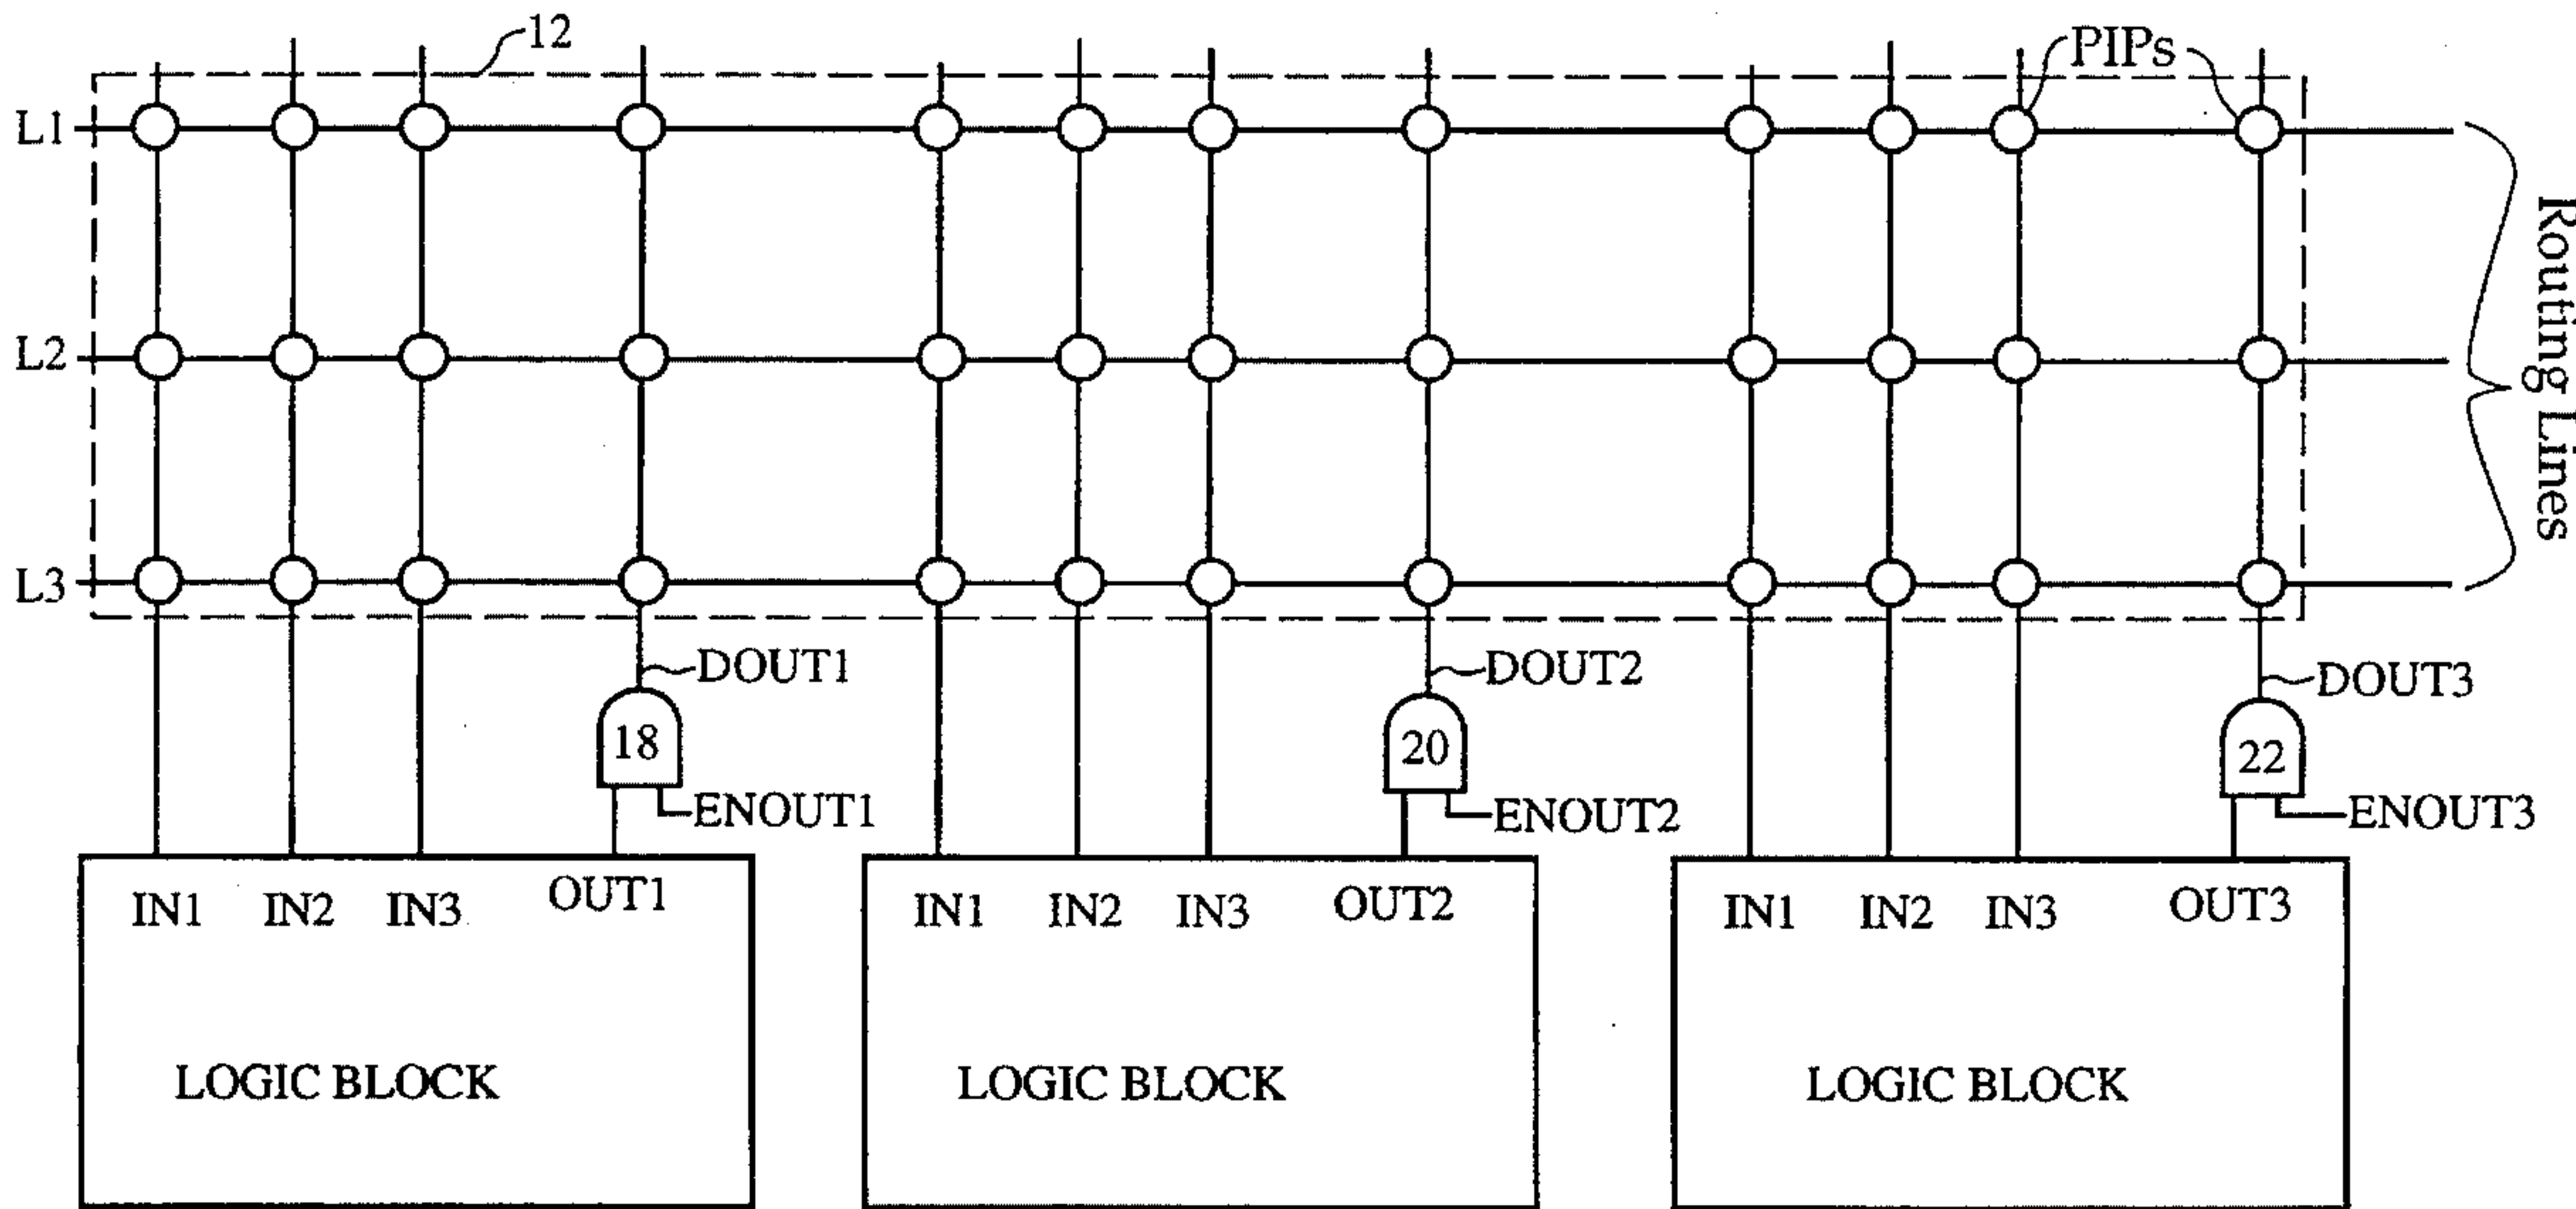 12
PIPs
L1
L2
L3
Routing Lines
DOUT1
DOUT2
DOUT3
18
20
22
ENOUT1
ENOUT2
ENOUT3
IN1 IN2 IN3 OUT1
IN1 IN2 IN3 OUT2
IN1 IN2 IN3 OUT3
LOGIC BLOCK
LOGIC BLOCK
LOGIC BLOCK